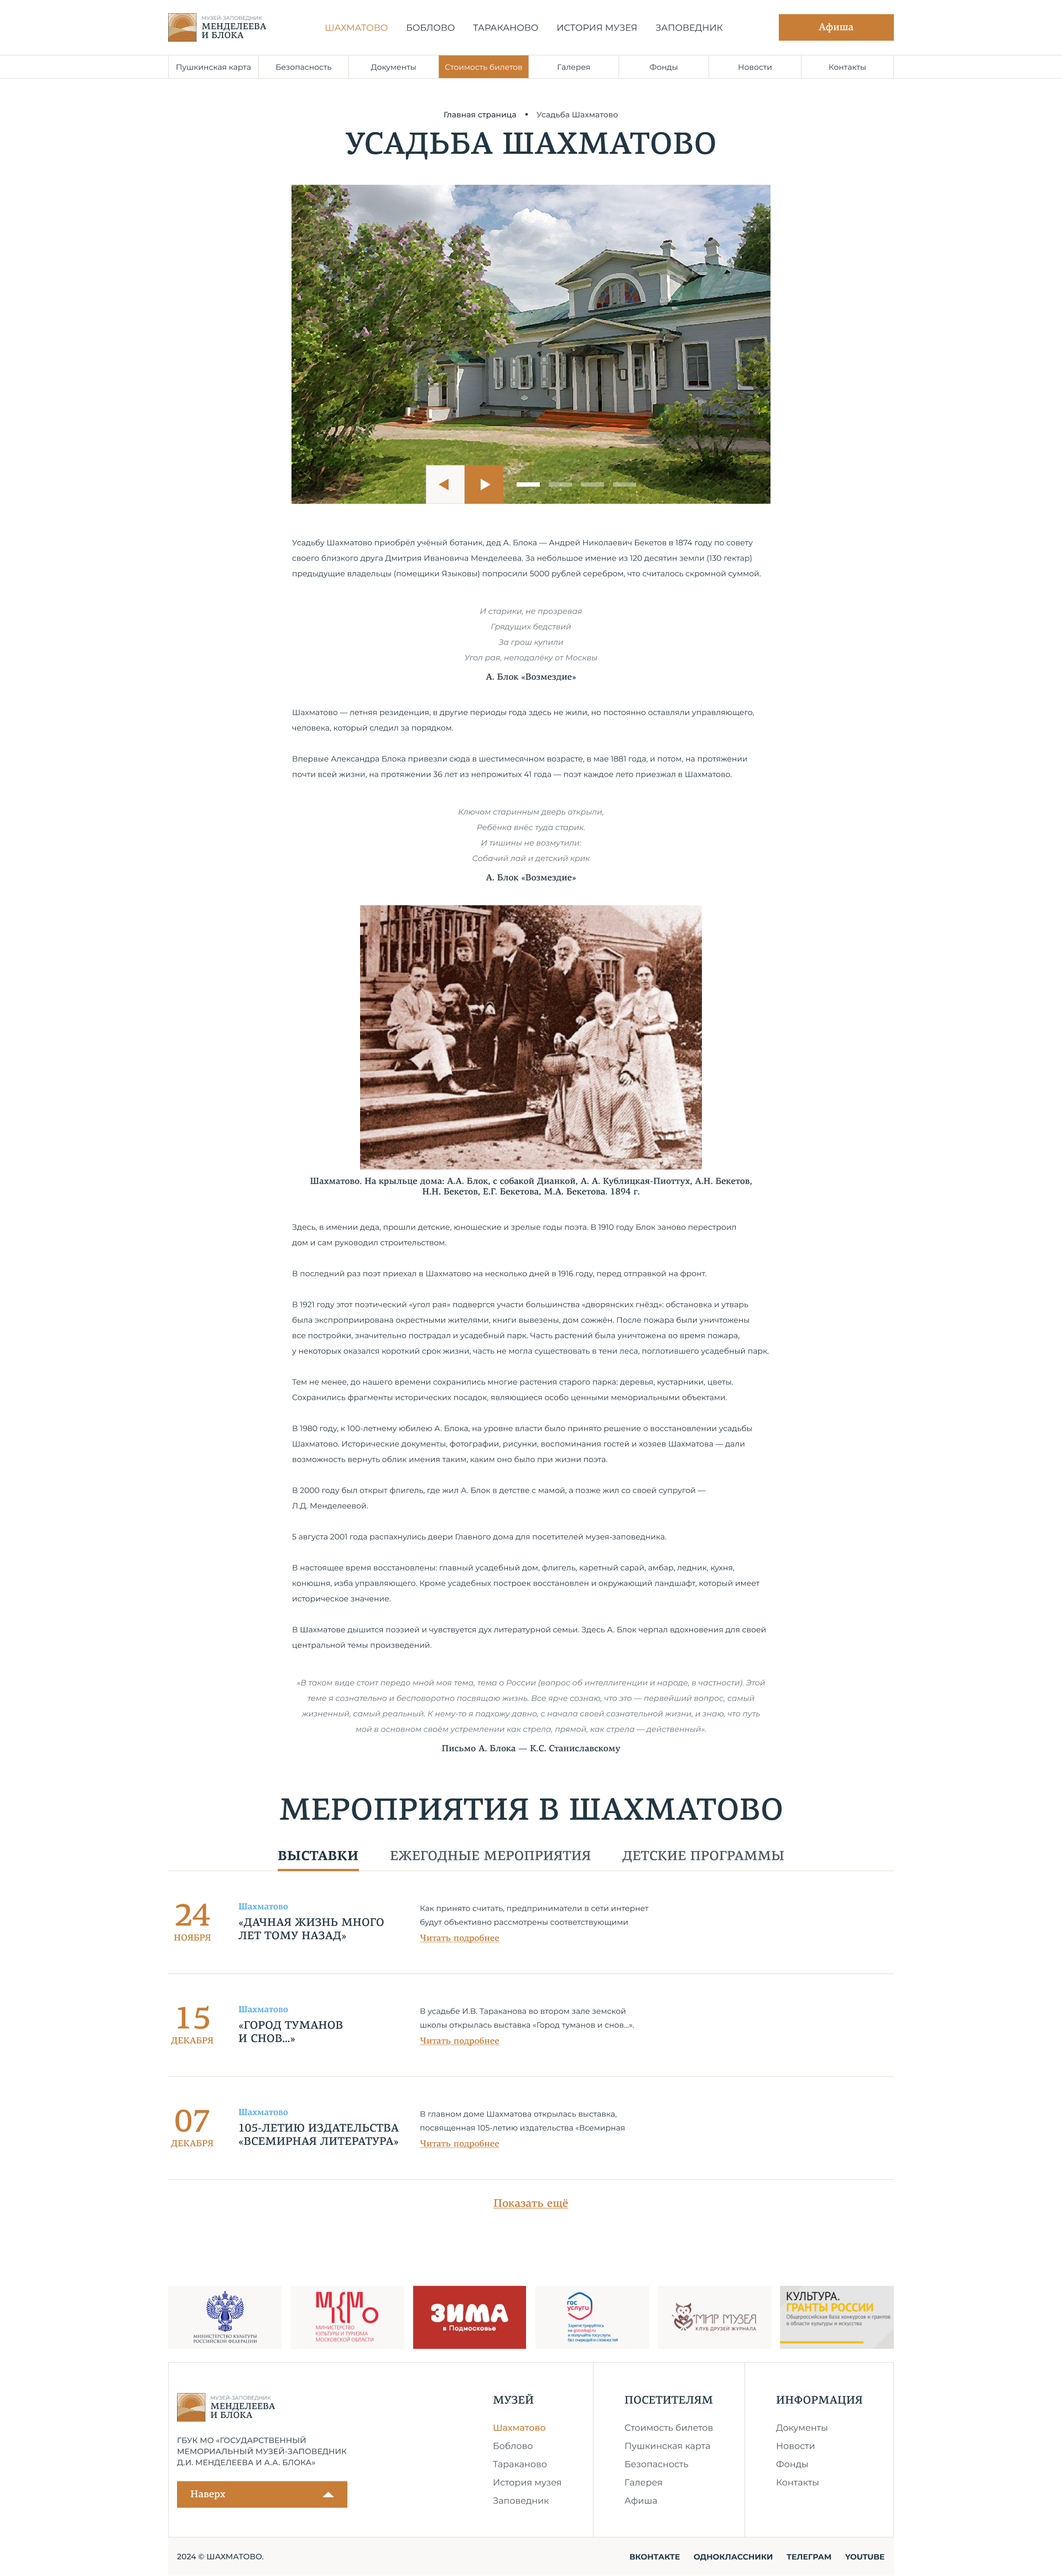 МУЗЕЙ-ЗАПОВЕДНИК
МЕНДЕЛЕЕВА
И БЛОКА
ШАХМАТОВО БОБЛОВО ТАРАКАНОВО ИСТОРИЯ МУЗЕЯ ЗАПОВЕДНИК
Афиша
Пушкинская карта Безопасность Документы Стоимость билетов Галерея Фонды Новости Контакты
Главная страница • Усадьба Шахматово
УСАДЬБА ШАХМАТОВО
Усадьбу Шахматово приобрёл учёный ботаник, дед А. Блока — Андрей Николаевич Бекетов в 1874 году по совету
своего близкого друга Дмитрия Ивановича Менделеева. За небольшое имение из 120 десятин земли (130 гектар)
предыдущие владельцы (помещики Языковы) попросили 5000 рублей серебром, что считалось скромной суммой.
И старики, не прозревая
Грядущих бедствий
За грош купили
Угол рая, неподалёку от Москвы
А. Блок «Возмездие»
Шахматово — летняя резиденция, в другие периоды года здесь не жили, но постоянно оставляли управляющего,
человека, который следил за порядком.
Впервые Александра Блока привезли сюда в шестимесячном возрасте, в мае 1881 года, и потом, на протяжении
почти всей жизни, на протяжении 36 лет из непрожитых 41 года — поэт каждое лето приезжал в Шахматово.
Ключом старинным дверь открыли,
Ребёнка внёс туда старик.
И тишины не возмутили:
Собачий лай и детский крик
А. Блок «Возмездие»
Шахматово. На крыльце дома: А.А. Блок, с собакой Дианкой, А. А. Кублицкая-Пиоттух, А.Н. Бекетов,
Н.Н. Бекетов, Е.Г. Бекетова, М.А. Бекетова. 1894 г.
Здесь, в имении деда, прошли детские, юношеские и зрелые годы поэта. В 1910 году Блок заново перестроил
дом и сам руководил строительством.
В последний раз поэт приехал в Шахматово на несколько дней в 1916 году, перед отправкой на фронт.
В 1921 году этот поэтический «угол рая» подвергся участи большинства «дворянских гнёзд»: обстановка и утварь
была экспроприирована окрестными жителями, книги вывезены, дом сожжён. После пожара были уничтожены
все постройки, значительно пострадал и усадебный парк. Часть растений была уничтожена во время пожара,
у некоторых оказался короткий срок жизни, часть не могла существовать в тени леса, поглотившего усадебный парк.
Тем не менее, до нашего времени сохранились многие растения старого парка: деревья, кустарники, цветы.
Сохранились фрагменты исторических посадок, являющиеся особо ценными мемориальными объектами.
В 1980 году, к 100-летнему юбилею А. Блока, на уровне власти было принято решение о восстановлении усадьбы
Шахматово. Исторические документы, фотографии, рисунки, воспоминания гостей и хозяев Шахматова — дали
возможность вернуть облик имения таким, каким оно было при жизни поэта.
В 2000 году был открыт флигель, где жил А. Блок в детстве с мамой, а позже жил со своей супругой —
Л.Д. Менделеевой.
5 августа 2001 года распахнулись двери Главного дома для посетителей музея-заповедника.
В настоящее время восстановлены: главный усадебный дом, флигель, каретный сарай, амбар, ледник, кухня,
конюшня, изба управляющего. Кроме усадебных построек восстановлен и окружающий ландшафт, который имеет
историческое значение.
В Шахматове дышится поэзией и чувствуется дух литературной семьи. Здесь А. Блок черпал вдохновения для своей
центральной темы произведений.
«В таком виде стоит передо мной моя тема, тема о России (вопрос об интеллигенции и народе, в частности). Этой
теме я сознательно и бесповоротно посвящаю жизнь. Все ярче сознаю, что это — первейший вопрос, самый
жизненный, самый реальный. К нему-то я подхожу давно, с начала своей сознательной жизни, и знаю, что путь
мой в основном своём устремлении как стрела, прямой, как стрела — действенный».
Письмо А. Блока — К.С. Станиславскому
МЕРОПРИЯТИЯ В ШАХМАТОВО
ВЫСТАВКИ ЕЖЕГОДНЫЕ МЕРОПРИЯТИЯ ДЕТСКИЕ ПРОГРАММЫ
24
НОЯБРЯ
Шахматово
«ДАЧНАЯ ЖИЗНЬ МНОГО
ЛЕТ ТОМУ НАЗАД»
Как принято считать, предприниматели в сети интернет
будут объективно рассмотрены соответствующими
Читать подробнее
15
ДЕКАБРЯ
Шахматово
«ГОРОД ТУМАНОВ
И СНОВ...»
В усадьбе И.В. Тараканова во втором зале земской
школы открылась выставка «Город туманов и снов...».
Читать подробнее
07
ДЕКАБРЯ
Шахматово
105-ЛЕТИЮ ИЗДАТЕЛЬСТВА
«ВСЕМИРНАЯ ЛИТЕРАТУРА»
В главном доме Шахматова открылась выставка,
посвященная 105-летию издательства «Всемирная
Читать подробнее
Показать ещё
МИНИСТЕРСТВО КУЛЬТУРЫ
РОССИЙСКОЙ ФЕДЕРАЦИИ
МКМО
МИНИСТЕРСТВО
КУЛЬТУРЫ И ТУРИЗМА
МОСКОВСКОЙ ОБЛАСТИ
ЗИМА
в Подмосковье
гос
услуги
Зарегистрируйтесь
на gosuslugi.ru
и получайте госуслуги
без очередей и сложностей
МИР МУЗЕЯ
КЛУБ ДРУЗЕЙ ЖУРНАЛА
КУЛЬТУРА.
ГРАНТЫ РОССИИ
Общероссийская база конкурсов и грантов
в области культуры и искусства
МУЗЕЙ-ЗАПОВЕДНИК
МЕНДЕЛЕЕВА
И БЛОКА
ГБУК МО «ГОСУДАРСТВЕННЫЙ
МЕМОРИАЛЬНЫЙ МУЗЕЙ-ЗАПОВЕДНИК
Д.И. МЕНДЕЛЕЕВА И А.А. БЛОКА»
Наверх
МУЗЕЙ
Шахматово
Боблово
Тараканово
История музея
Заповедник
ПОСЕТИТЕЛЯМ
Стоимость билетов
Пушкинская карта
Безопасность
Галерея
Афиша
ИНФОРМАЦИЯ
Документы
Новости
Фонды
Контакты
2024 © ШАХМАТОВО.
ВКОНТАКТЕ ОДНОКЛАССНИКИ ТЕЛЕГРАМ YOUTUBE